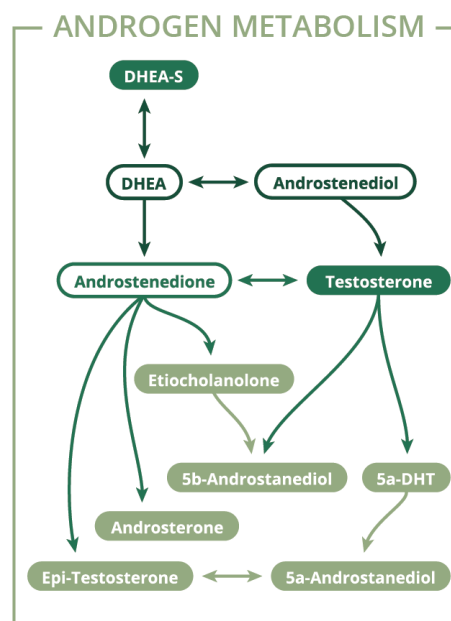 ANDROGEN METABOLISM
DHEA-S
DHEA
Androstenediol
Androstenedione
Testosterone
Etiocholanolone
5b-Androstanediol
5a-DHT
Androsterone
Epi-Testosterone
5a-Androstanediol